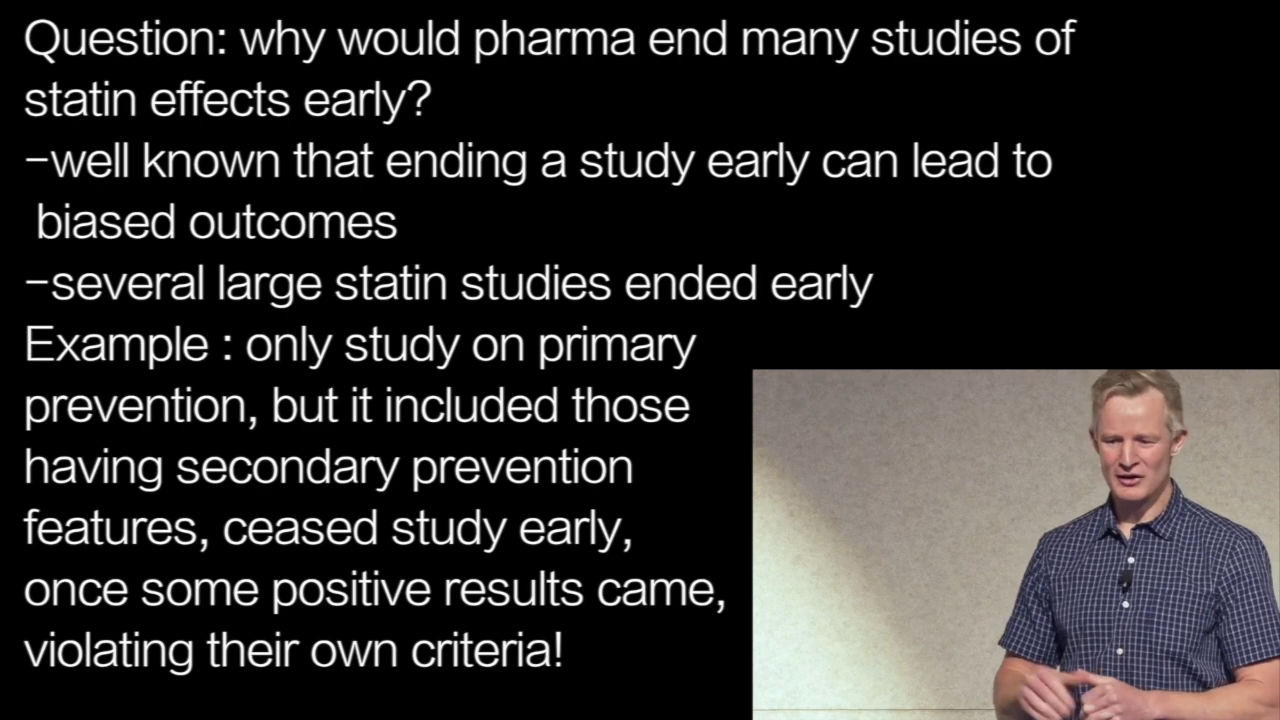 Question: why would pharma end many studies of
statin effects early?
-well known that ending a study early can lead to
biased outcomes
-several large statin studies ended early
Example : only study on primary
prevention, but it included those
having secondary prevention
features, ceased study early,
once some positive results came,
violating their own criteria!